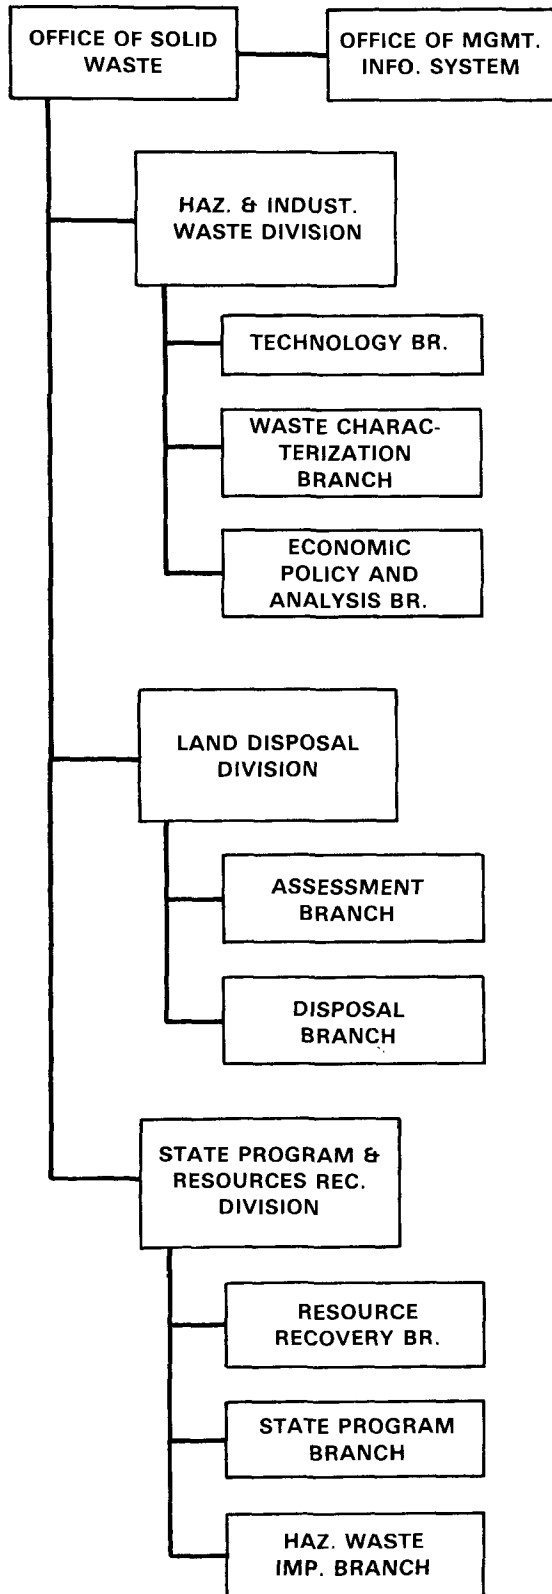 OFFICE OF SOLID
WASTE
OFFICE OF MGMT.
INFO. SYSTEM
HAZ. & INDUST.
WASTE DIVISION
TECHNOLOGY BR.
WASTE CHARAC-
TERIZATION
BRANCH
ECONOMIC
POLICY AND
ANALYSIS BR.
LAND DISPOSAL
DIVISION
ASSESSMENT
BRANCH
DISPOSAL
BRANCH
STATE PROGRAM &
RESOURCES REC.
DIVISION
RESOURCE
RECOVERY BR.
STATE PROGRAM
BRANCH
HAZ. WASTE
IMP. BRANCH